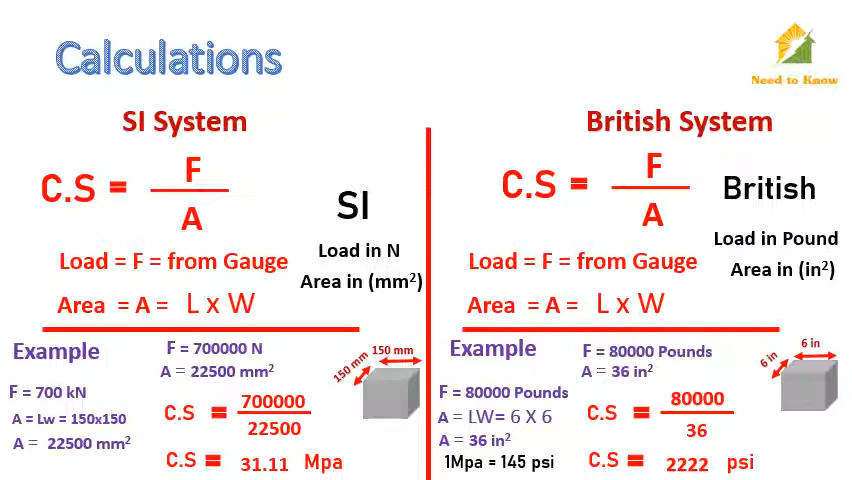 Calculations
Need to Know
SI System
C.S = F
A
SI
Load in N
Area in (mm²)
Load = F = from Gauge
Area = A = L x W
Example
F = 700 kN
A = Lw = 150x150
A = 22500 mm²
F = 700000 N
A = 22500 mm²
C.S = 700000
22500
C.S = 31.11 Mpa
150 mm
150 mm
British System
C.S = F
A
British
Load in Pound
Area in (in²)
Load = F = from Gauge
Area = A = L x W
Example
F = 80000 Pounds
A = LW= 6 X 6
A = 36 in²
1Mpa = 145 psi
F = 80000 Pounds
A = 36 in²
C.S = 80000
36
C.S = 2222 psi
6 in
6 in